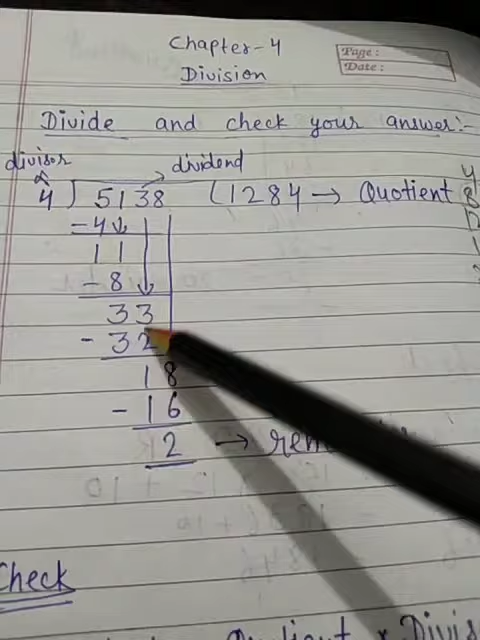 Chapter-4
Page:
Division
Date:
Divide and check your answer:-
divisor dividend
4 ) 5138 ( 1284 → Quotient
= 4
11
- 8
33
- 32
18
- 16
2 →
Check
Quotient ×